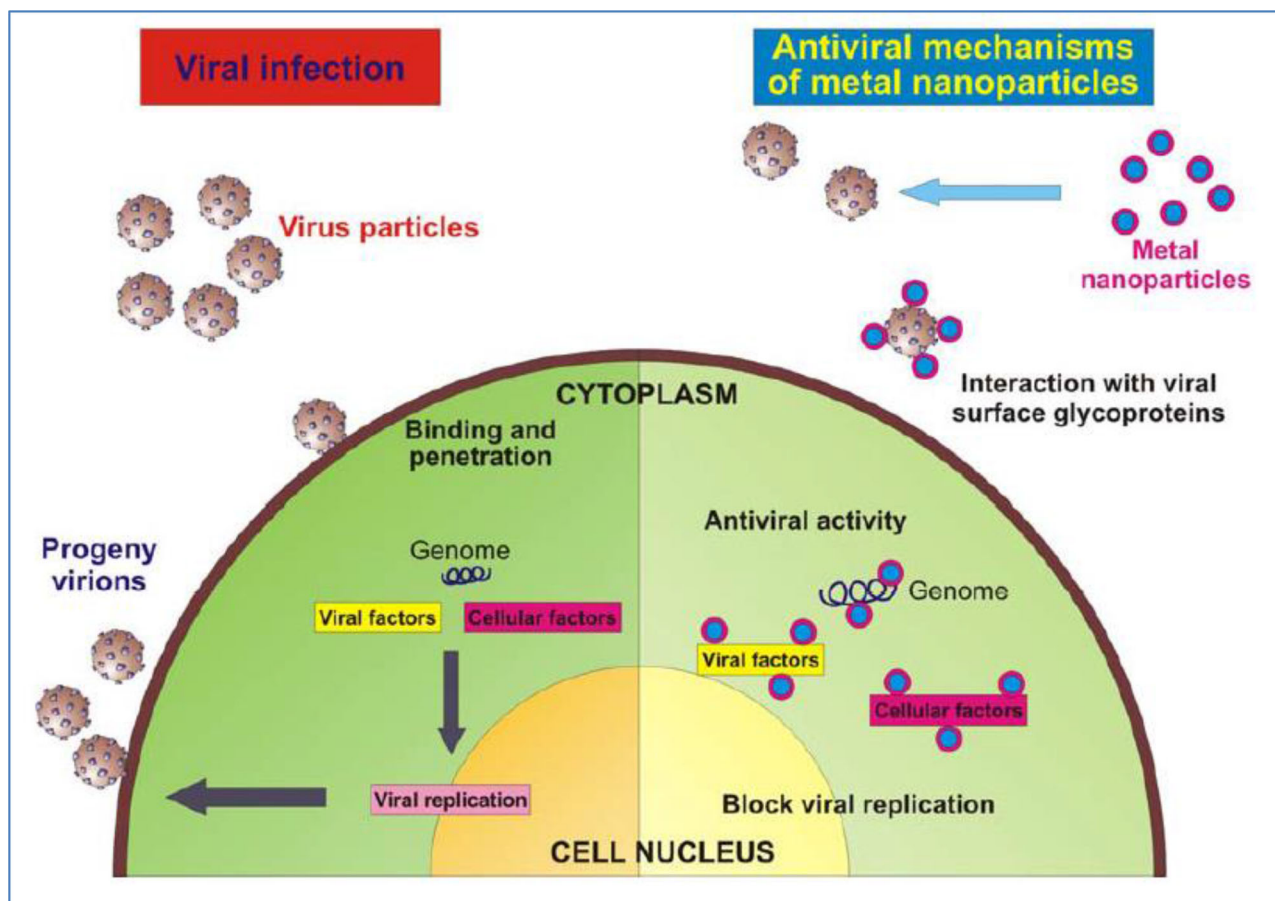 Viral infection
Antiviral mechanisms
of metal nanoparticles
Virus particles
Metal
nanoparticles
Interaction with viral
surface glycoproteins
CYTOPLASM
Binding and
penetration
Antiviral activity
Progeny
virions
Genome
Genome
Viral factors
Cellular factors
Viral factors
Cellular factors
Viral replication
Block viral replication
CELL NUCLEUS